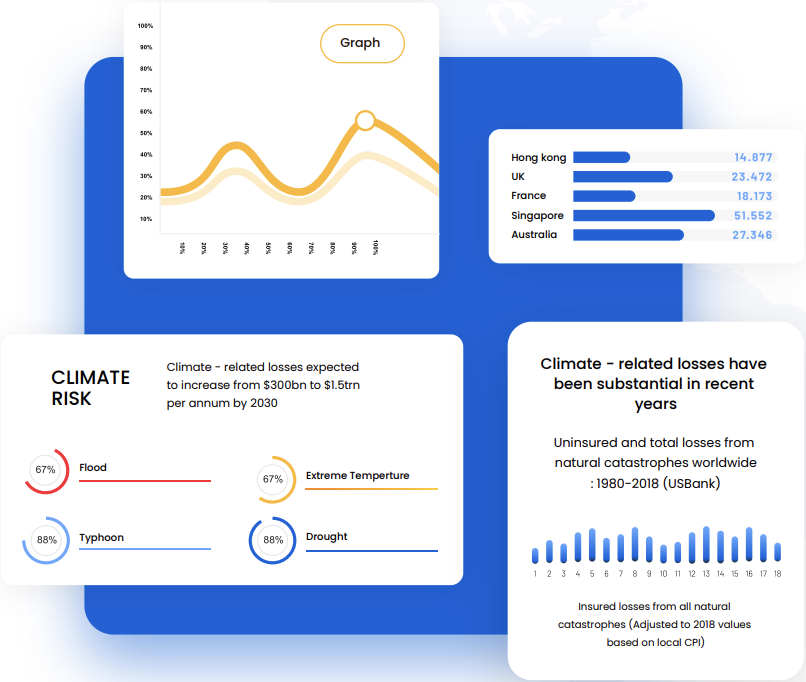 Graph
100%
90%
80%
70%
60%
50%
40%
30%
20%
10%
10%
20%
30%
40%
50%
60%
70%
80%
90%
100%
Hong kong 14.877
UK 23.472
France 18.173
Singapore 51.552
Australia 27.346
CLIMATE
RISK
Climate - related losses expected
to increase from $300bn to $1.5trn
per annum by 2030
67% Flood
67% Extreme Temperture
88% Typhoon
88% Drought
Climate - related losses have
been substantial in recent
years
Uninsured and total losses from
natural catastrophes worldwide
: 1980-2018 (USBank)
1 2 3 4 5 6 7 8 9 10 11 12 13 14 15 16 17 18
Insured losses from all natural
catastrophes (Adjusted to 2018 values
based on local CPI)